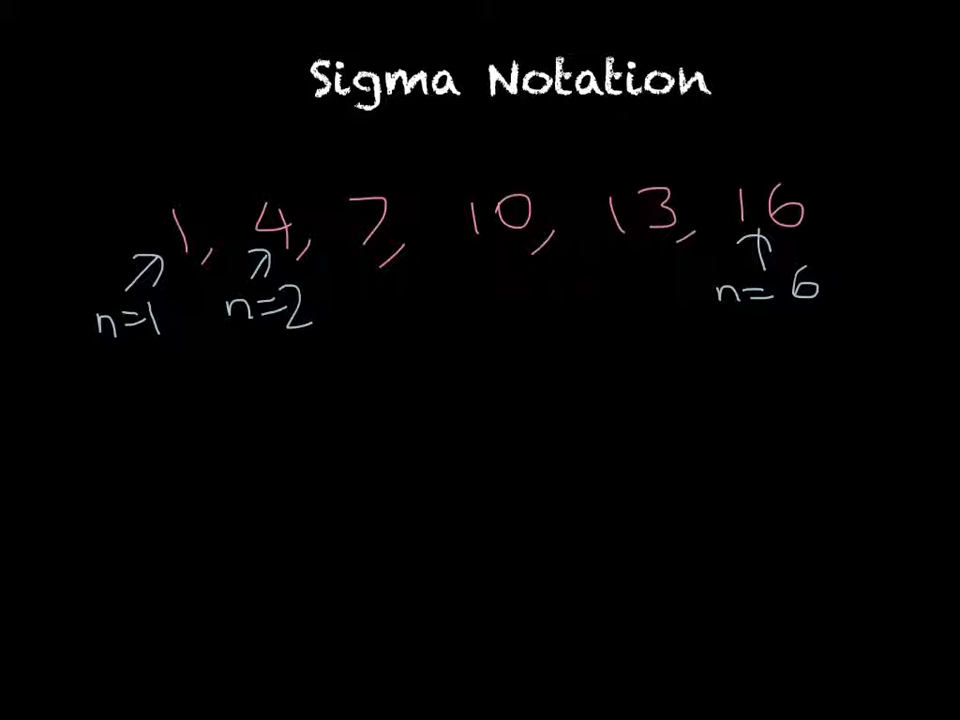 Sigma Notation
1, 4, 7, 10, 13, 16
n=1 n=2 n=6